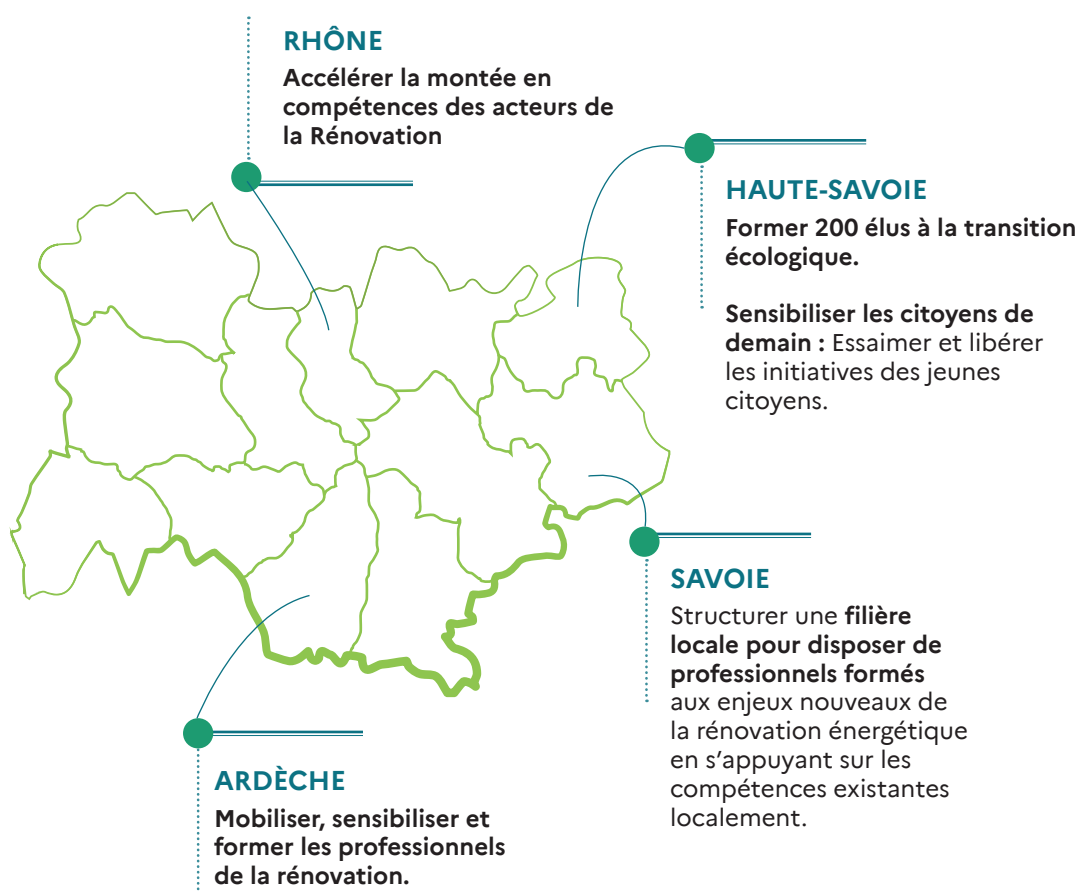 RHÔNE
Accélérer la montée en
compétences des acteurs de
la Rénovation
HAUTE-SAVOIE
Former 200 élus à la transition
écologique.
Sensibiliser les citoyens de
demain : Essaimer et libérer
les initiatives des jeunes
citoyens.
SAVOIE
Structurer une filière
locale pour disposer de
professionnels formés
aux enjeux nouveaux de
la rénovation énergétique
en s’appuyant sur les
compétences existantes
localement.
ARDÈCHE
Mobiliser, sensibiliser et
former les professionnels
de la rénovation.